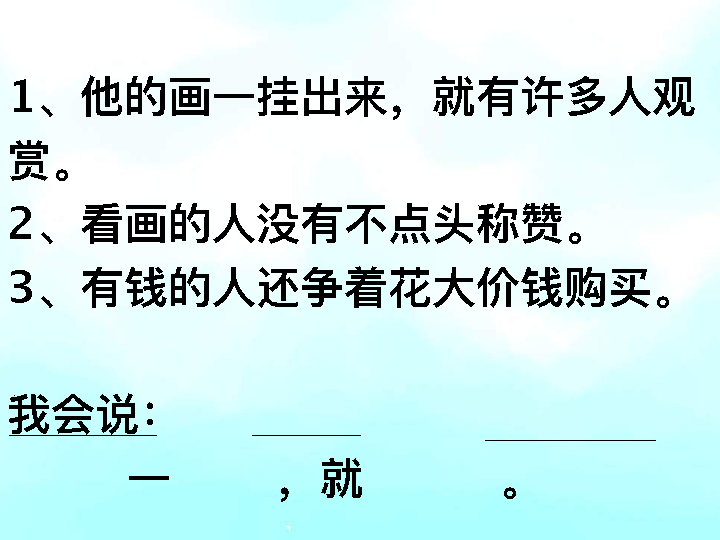 1、他的画一挂出来，就有许多人观
赏。
2、看画的人没有不点头称赞。
3、有钱的人还争着花大价钱购买。
我会说：
一　　，就　　　。